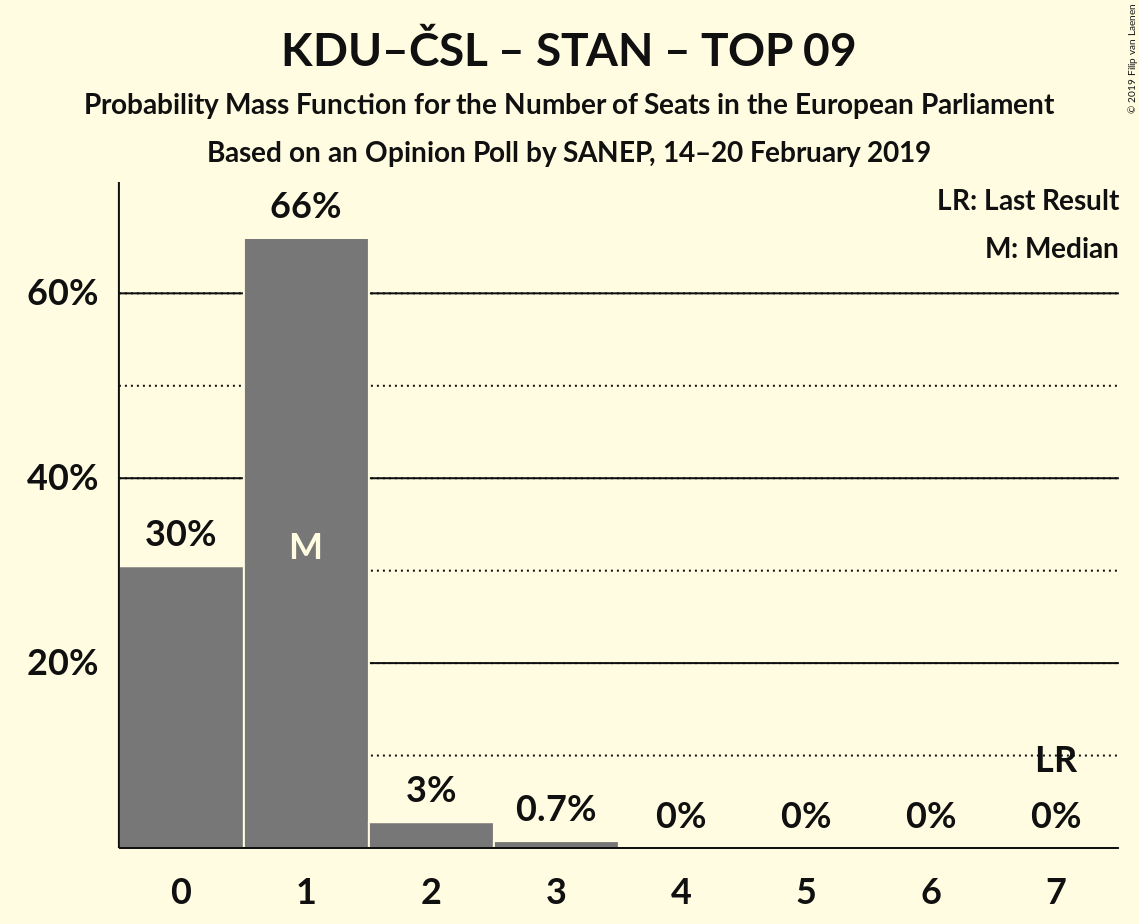 KDU–ČSL – STAN – TOP 09
Probability Mass Function for the Number of Seats in the European Parliament
Based on an Opinion Poll by SANEP, 14–20 February 2019
© 2019 Filip van Laenen
LR: Last Result
M: Median
66%
60%
40%
30%
M
20%
LR
3%
0.7%
0%
0%
0%
0%
0 1 2 3 4 5 6 7